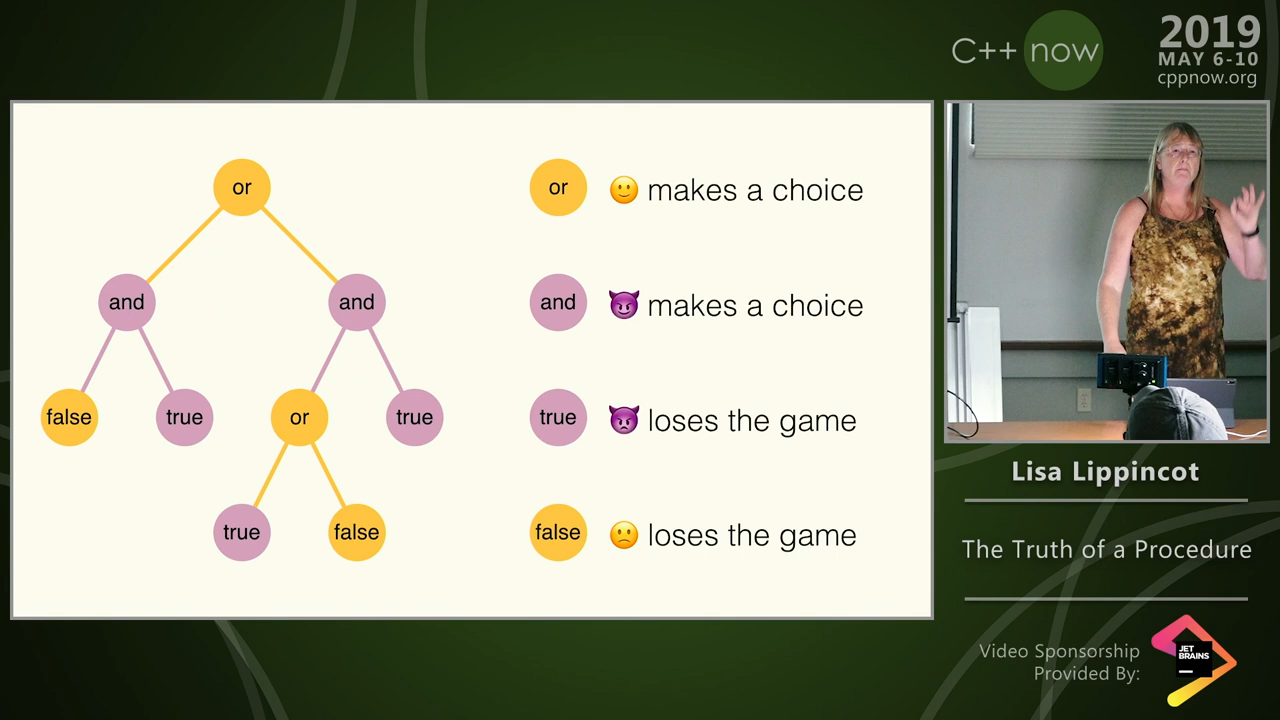 C++ now
2019
MAY 6-10
cppnow.org
or
and
and
false
true
or
true
true
false
or 🙂 makes a choice
and 😈 makes a choice
true 👿 loses the game
false 🙁 loses the game
Lisa Lippincot
The Truth of a Procedure
Video Sponsorship
Provided By:
JET
BRAINS